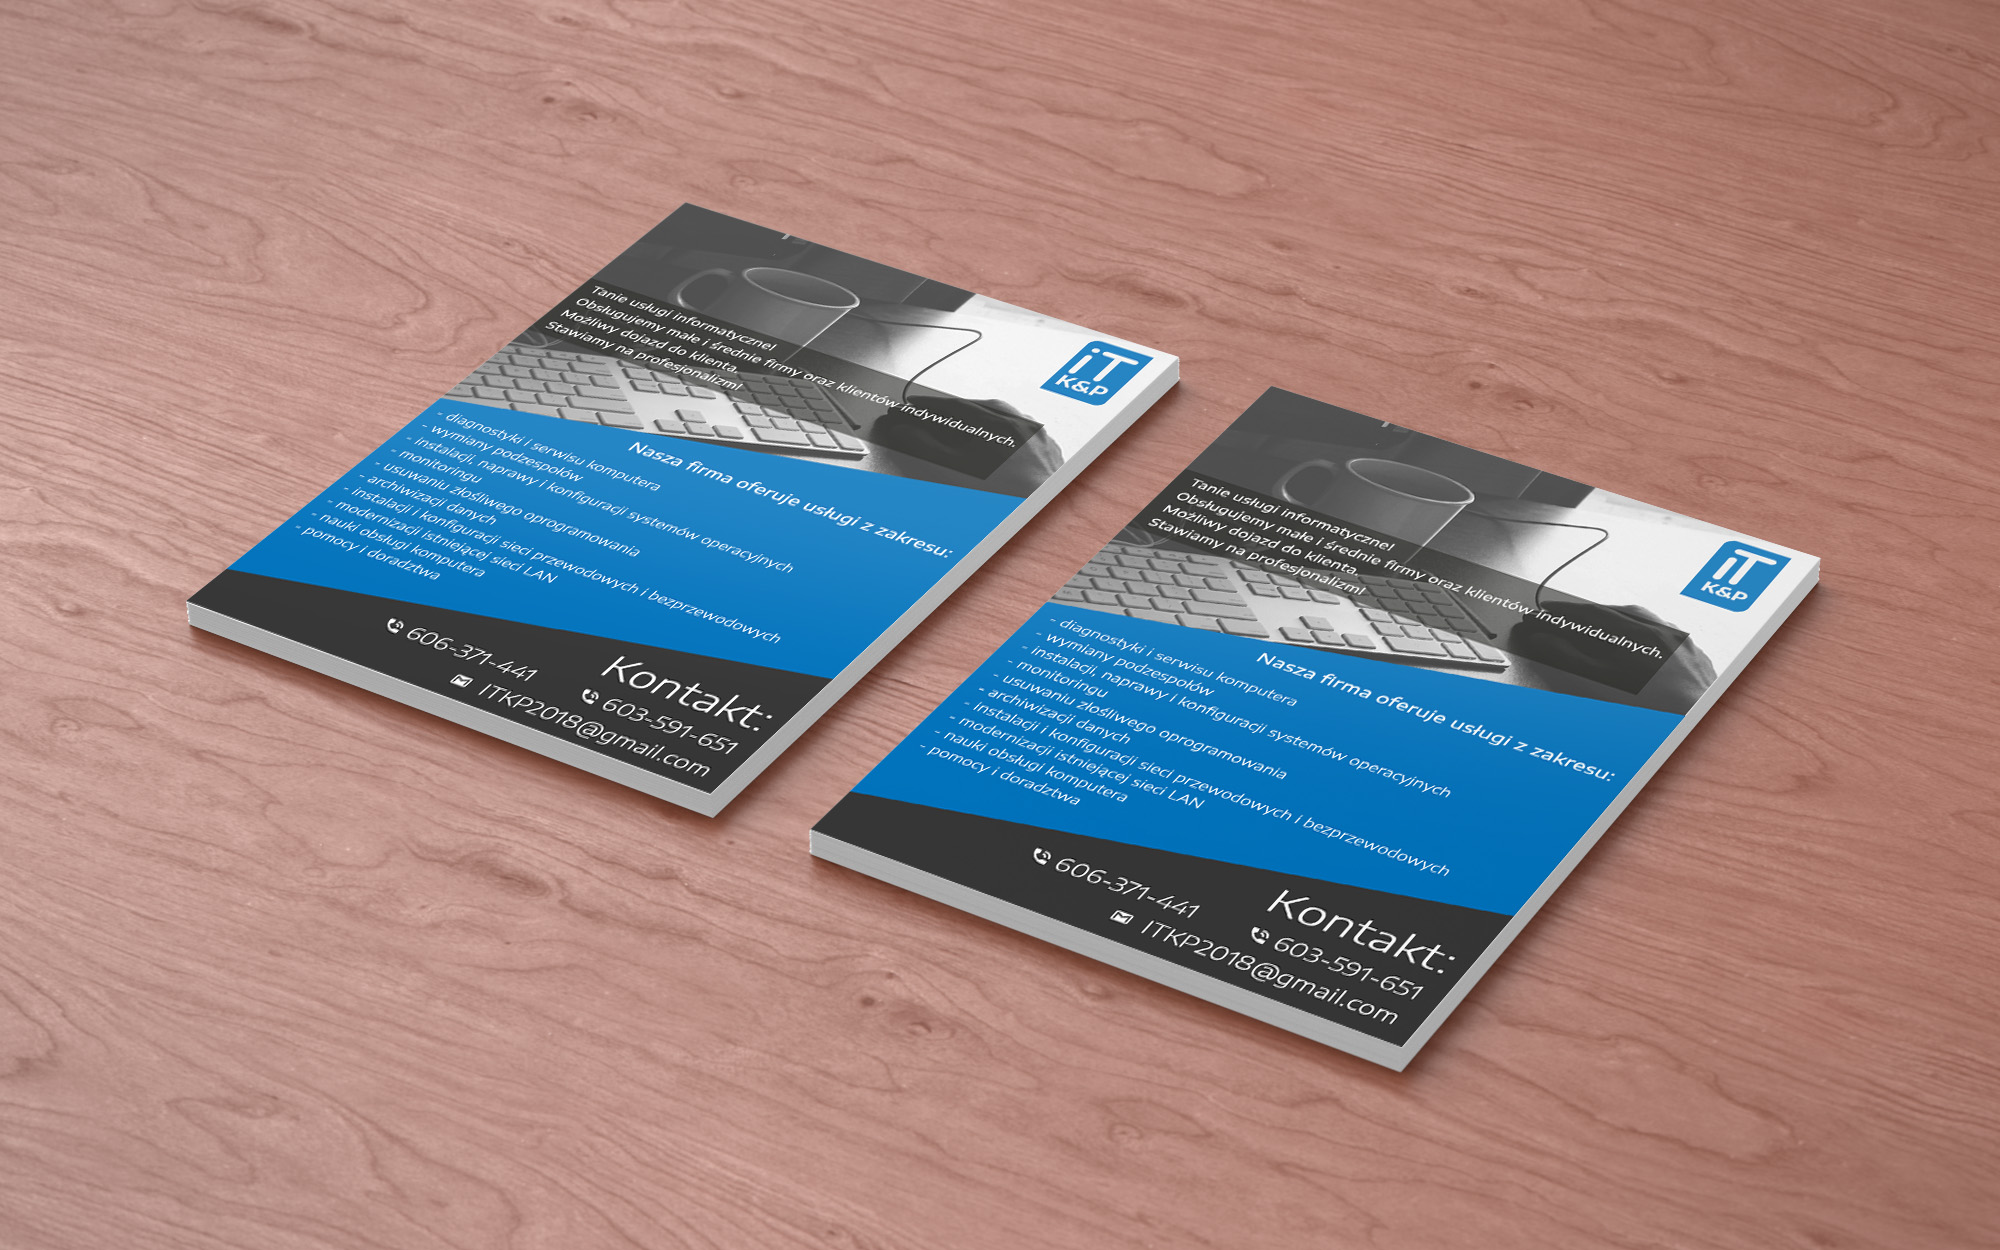 Tanie usługi informatyczne!
Obsługujemy małe i średnie firmy oraz klientów indywidualnych.
Możliwy dojazd do klienta.
Stawiamy na profesjonalizm!
iT
K&P
Nasza firma oferuje usługi z zakresu:
- diagnostyki i serwisu komputera
- wymiany podzespołów
- instalacji, naprawy i konfiguracji systemów operacyjnych
- monitoringu
- usuwaniu złośliwego oprogramowania
- archiwizacji danych
- instalacji i konfiguracji sieci przewodowych i bezprzewodowych
- modernizacji istniejącej sieci LAN
- nauki obsługi komputera
- pomocy i doradztwa
Kontakt:
606-371-441
603-591-651
ITKP2018@gmail.com
Tanie usługi informatyczne!
Obsługujemy małe i średnie firmy oraz klientów indywidualnych.
Możliwy dojazd do klienta.
Stawiamy na profesjonalizm!
iT
K&P
Nasza firma oferuje usługi z zakresu:
- diagnostyki i serwisu komputera
- wymiany podzespołów
- instalacji, naprawy i konfiguracji systemów operacyjnych
- monitoringu
- usuwaniu złośliwego oprogramowania
- archiwizacji danych
- instalacji i konfiguracji sieci przewodowych i bezprzewodowych
- modernizacji istniejącej sieci LAN
- nauki obsługi komputera
- pomocy i doradztwa
Kontakt:
606-371-441
603-591-651
ITKP2018@gmail.com